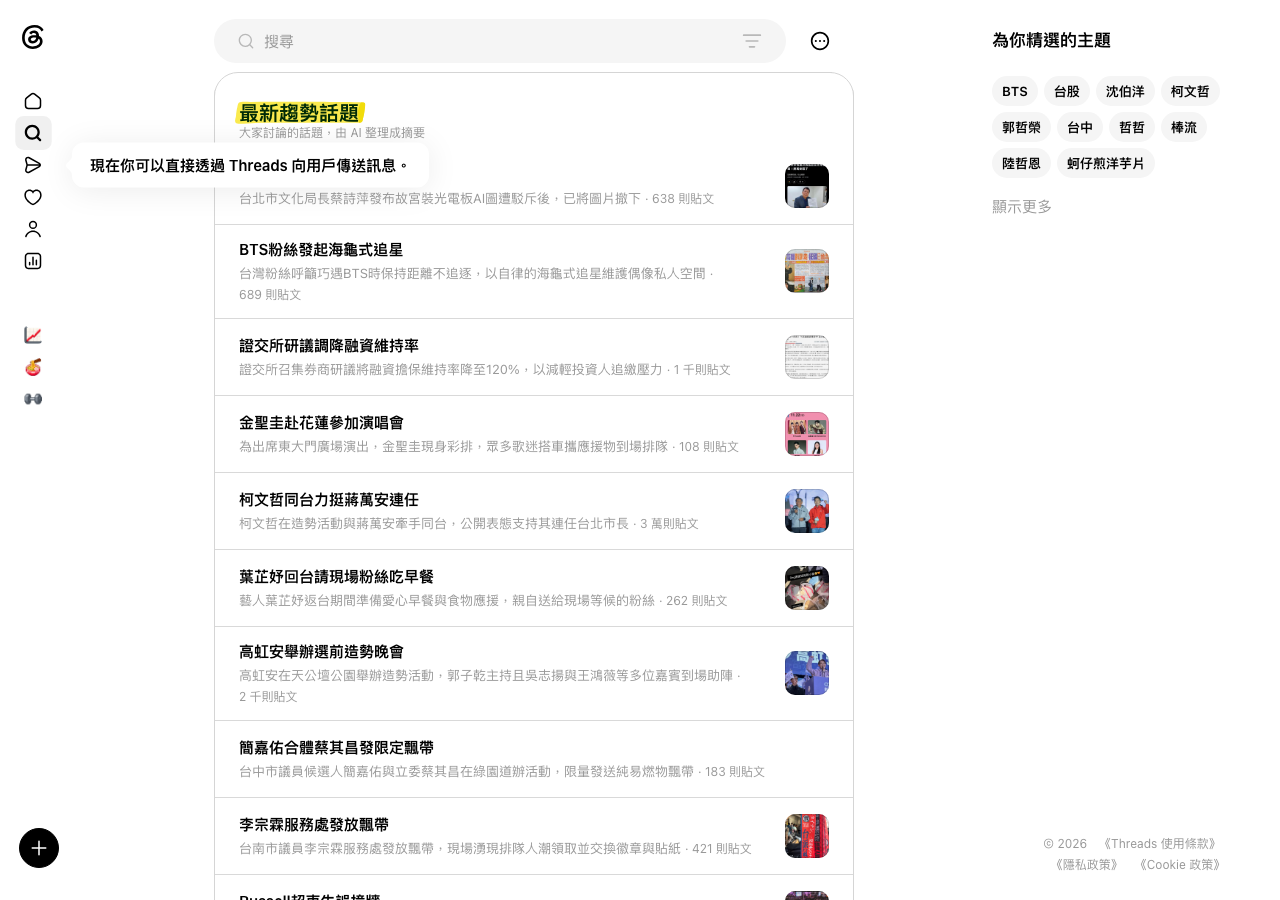 搜尋
最新趨勢話題
大家討論的話題，由 AI 整理成摘要
現在你可以直接透過 Threads 向用戶傳送訊息。
台北市文化局長蔡詩萍發布故宮裝光電板AI圖遭駁斥後，已將圖片撤下 · 638 則貼文
BTS粉絲發起海龜式追星
台灣粉絲呼籲巧遇BTS時保持距離不追逐，以自律的海龜式追星維護偶像私人空間 ·
689 則貼文
證交所研議調降融資維持率
證交所召集券商研議將融資擔保維持率降至120%，以減輕投資人追繳壓力 · 1 千則貼文
金聖圭赴花蓮參加演唱會
為出席東大門廣場演出，金聖圭現身彩排，眾多歌迷搭車攜應援物到場排隊 · 108 則貼文
柯文哲同台力挺蔣萬安連任
柯文哲在造勢活動與蔣萬安牽手同台，公開表態支持其連任台北市長 · 3 萬則貼文
葉芷妤回台請現場粉絲吃早餐
藝人葉芷妤返台期間準備愛心早餐與食物應援，親自送給現場等候的粉絲 · 262 則貼文
高虹安舉辦選前造勢晚會
高虹安在天公壇公園舉辦造勢活動，郭子乾主持且吳志揚與王鴻薇等多位嘉賓到場助陣 ·
2 千則貼文
簡嘉佑合體蔡其昌發限定飄帶
台中市議員候選人簡嘉佑與立委蔡其昌在綠園道辦活動，限量發送純易燃物飄帶 · 183 則貼文
李宗霖服務處發放飄帶
台南市議員李宗霖服務處發放飄帶，現場湧現排隊人潮領取並交換徽章與貼紙 · 421 則貼文
為你精選的主題
BTS
台股
沈伯洋
柯文哲
郭哲榮
台中
哲哲
棒流
陸哲恩
蚵仔煎洋芋片
顯示更多
© 2026
《Threads 使用條款》
《隱私政策》
《Cookie 政策》